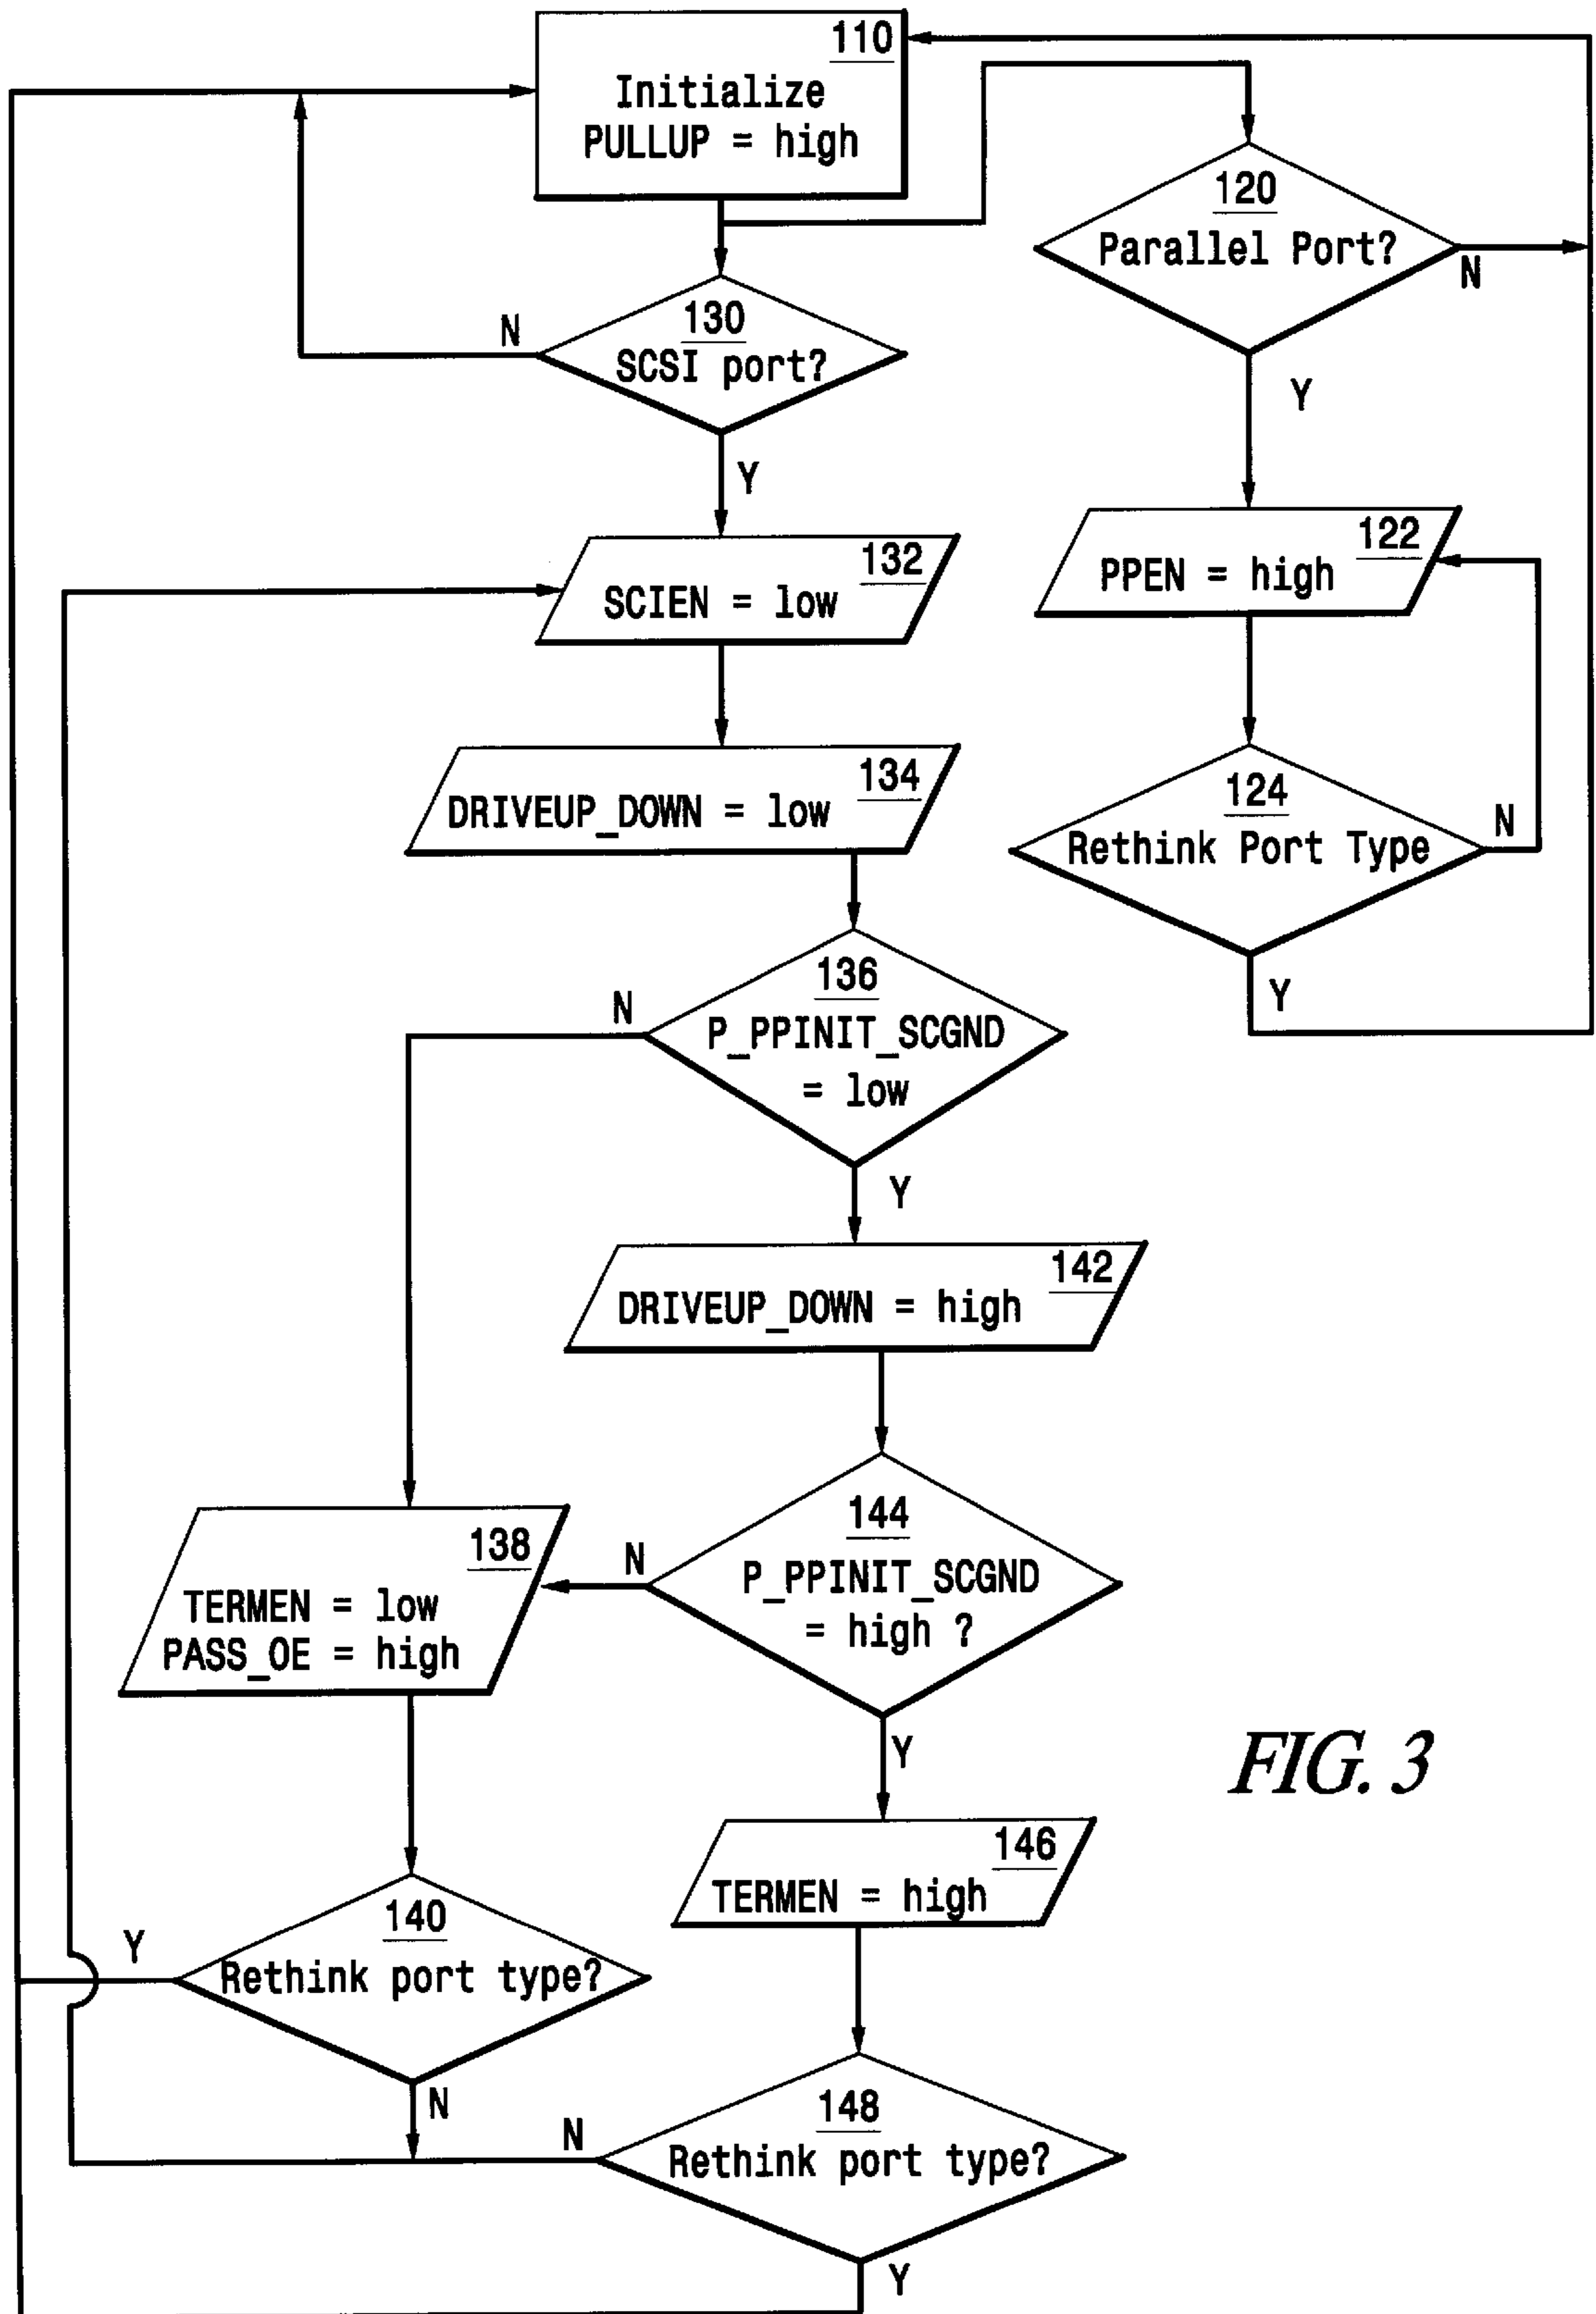 110
Initialize
PULLUP = high
120
Parallel Port?
N
Y
130
SCSI port?
N
Y
132
SCIEN = low
122
PPEN = high
134
DRIVEUP_DOWN = low
124
Rethink Port Type
N
Y
136
P_PPINIT_SCGND
= low
N
Y
142
DRIVEUP_DOWN = high
144
P_PPINIT_SCGND
= high ?
N
Y
138
TERMEN = low
PASS_OE = high
146
TERMEN = high
140
Rethink port type?
Y
N
148
Rethink port type?
N
Y
FIG. 3